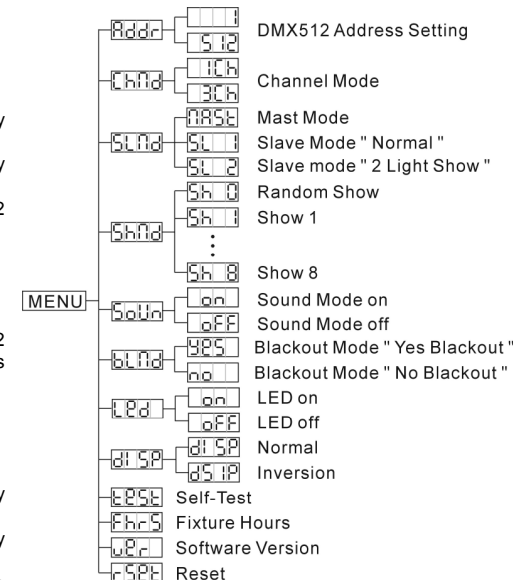 Addr
1
512
DMX512 Address Setting
ChMd
1Ch
3Ch
Channel Mode
SLMd
MASt
Mast Mode
SL 1
Slave Mode " Normal "
SL 2
Slave mode " 2 Light Show "
ShMd
Sh 0
Random Show
Sh 1
Show 1
Sh 8
Show 8
MENU
SoUn
on
Sound Mode on
oFF
Sound Mode off
bLMd
yes
Blackout Mode " Yes Blackout "
no
Blackout Mode " No Blackout "
Led
on
LED on
oFF
LED off
dISP
dISP
Normal
dSIP
Inversion
test
Self-Test
FhrS
Fixture Hours
ver
Software Version
rSPt
Reset